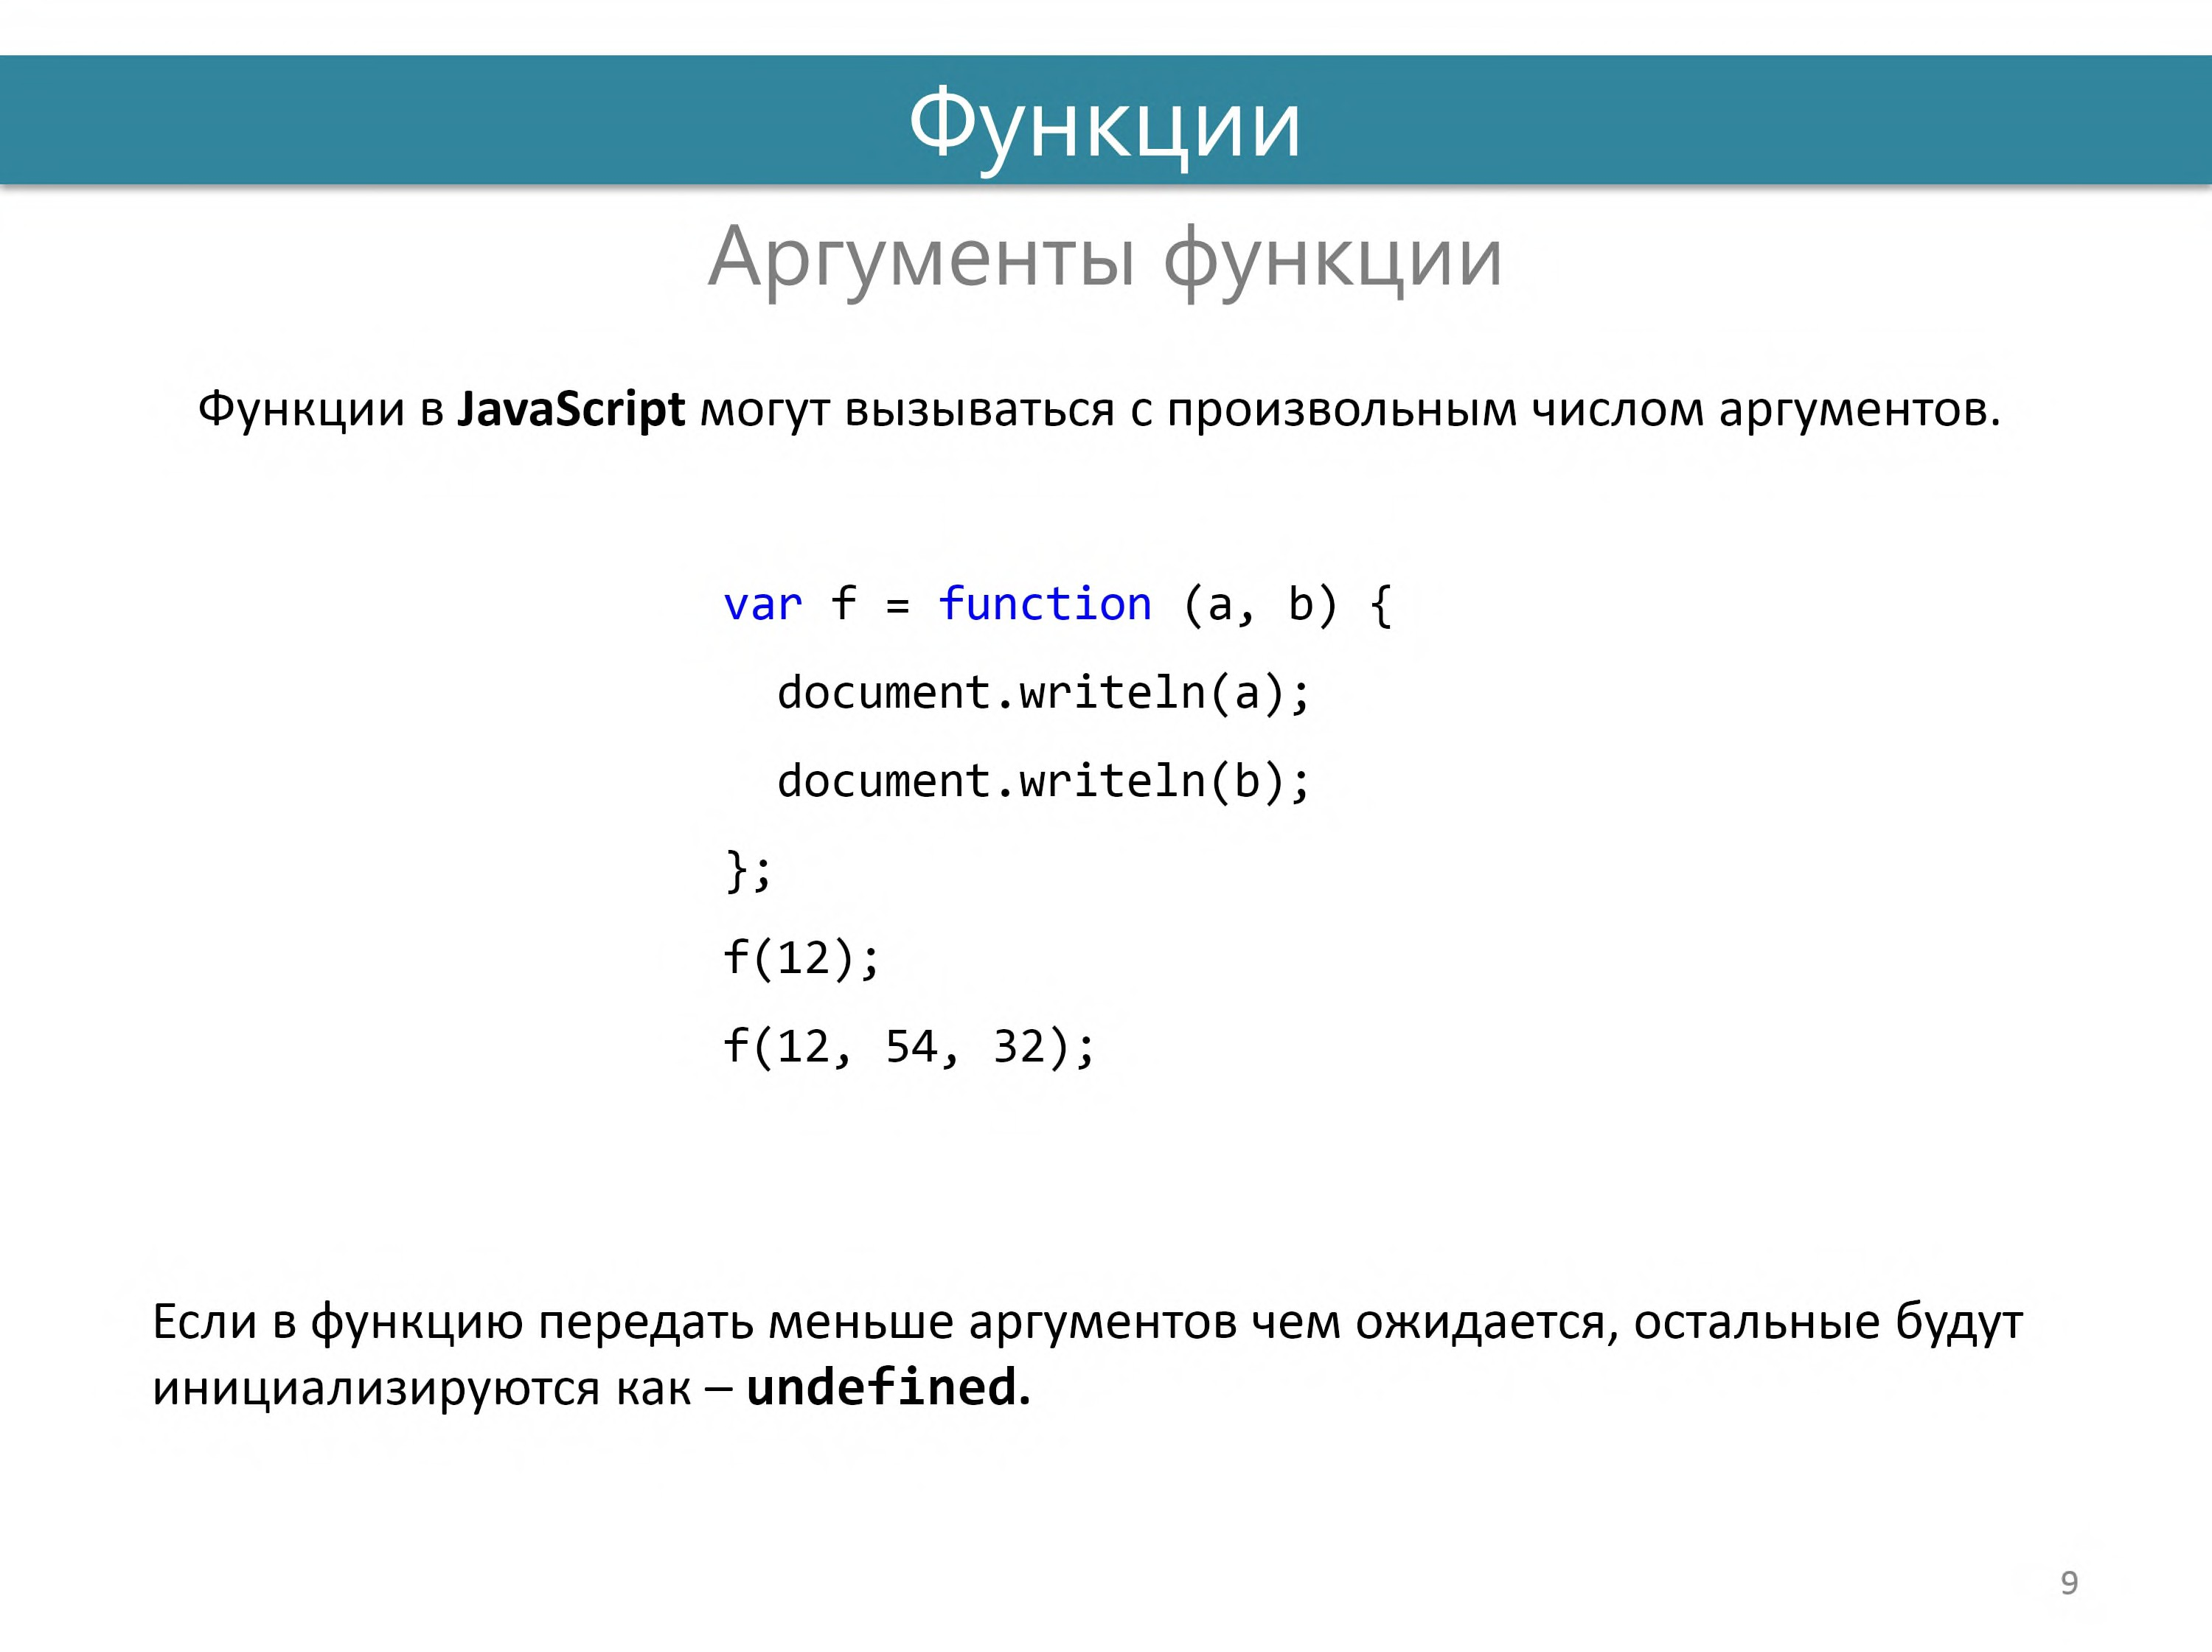 Функции
Аргументы функции
Функции в JavaScript могут вызываться с произвольным числом аргументов.
var f = function (a, b) {
  document.writeln(a);
  document.writeln(b);
};
f(12);
f(12, 54, 32);
Если в функцию передать меньше аргументов чем ожидается, остальные будут
инициализируются как – undefined.
9